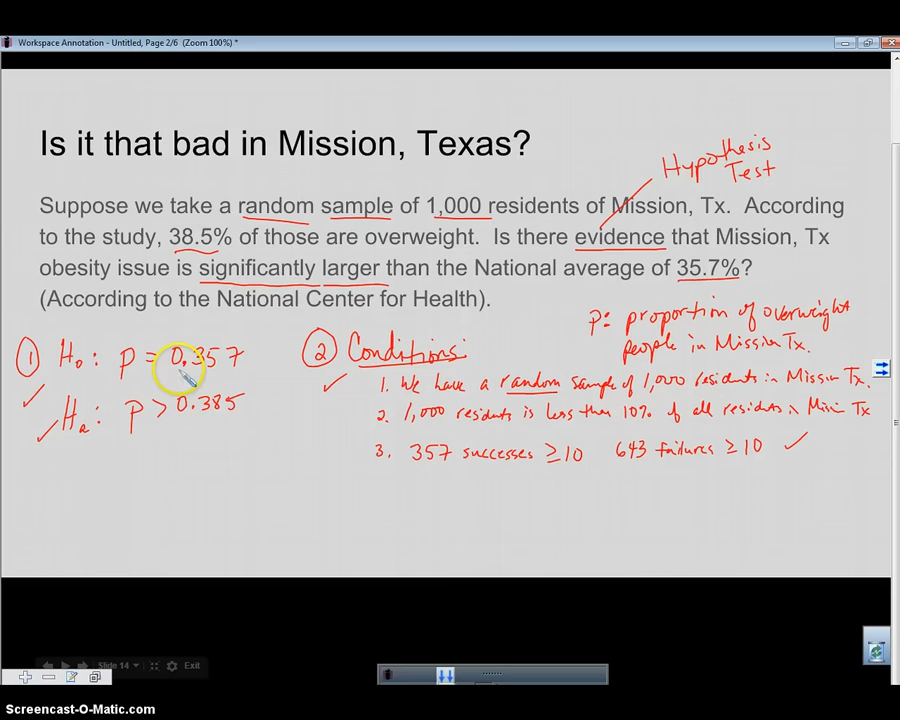 Workspace Annotation - Untitled, Page 2/6 (Zoom 100%) *
Is it that bad in Mission, Texas?
Hypothesis
Test
Suppose we take a random sample of 1,000 residents of Mission, Tx. According
to the study, 38.5% of those are overweight. Is there evidence that Mission, Tx
obesity issue is significantly larger than the National average of 35.7%?
(According to the National Center for Health).
p: proportion of overweight
people in Mission Tx.
1 H₀: p = 0.357
Hₐ: p > 0.385
2 Conditions:
1. We have a random sample of 1,000 residents in Mission Tx.
2. 1,000 residents is less than 10% of all residents in Missin Tx
3. 357 successes ≥ 10 643 failures ≥ 10 ✓
Slide 14 Exit
Screencast-O-Matic.com